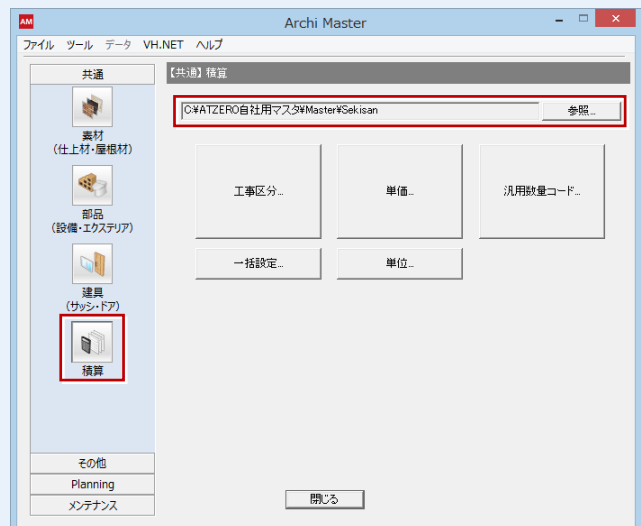 AM
Archi Master
ファイル ツール データ VH.NET ヘルプ
共通
素材
(仕上材・屋根材)
部品
(設備・エクステリア)
建具
(サッシ・ドア)
積算
その他
Planning
メンテナンス
【共通】積算
C:¥ATZERO自社用マスタ¥Master¥Sekisan
参照...
工事区分...
単価...
汎用数量コード...
一括設定...
単位...
閉じる